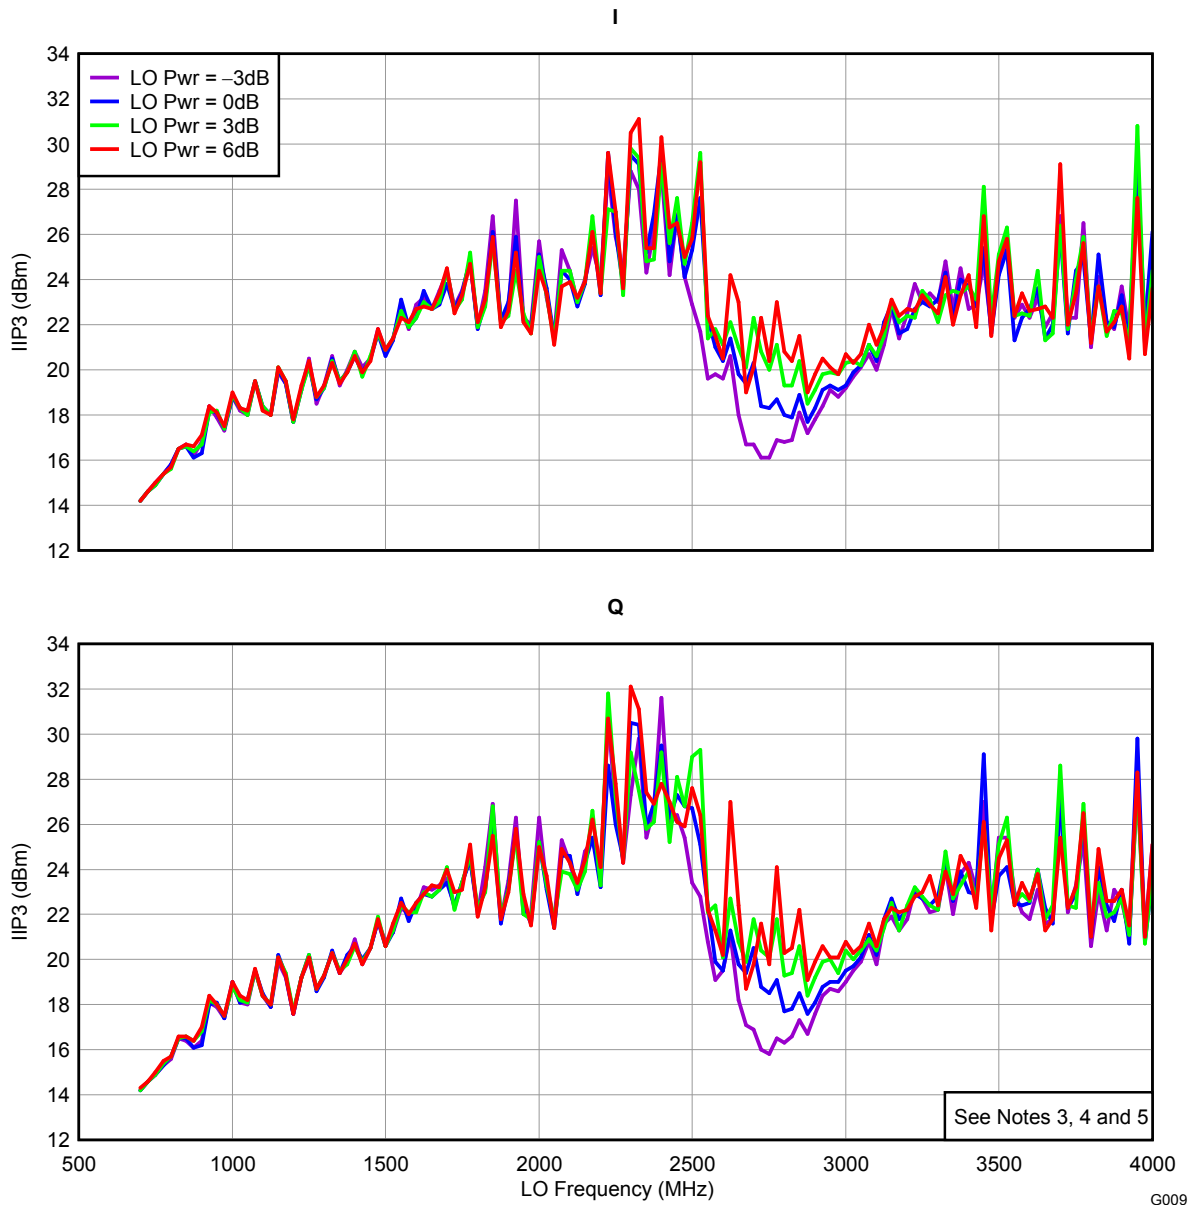 I
34
32
30
28
26
24
22
20
18
16
14
12
IIP3 (dBm)
LO Pwr = −3dB
LO Pwr = 0dB
LO Pwr = 3dB
LO Pwr = 6dB
Q
34
32
30
28
26
24
22
20
18
16
14
12
IIP3 (dBm)
See Notes 3, 4 and 5
500 1000 1500 2000 2500 3000 3500 4000
LO Frequency (MHz)
G009